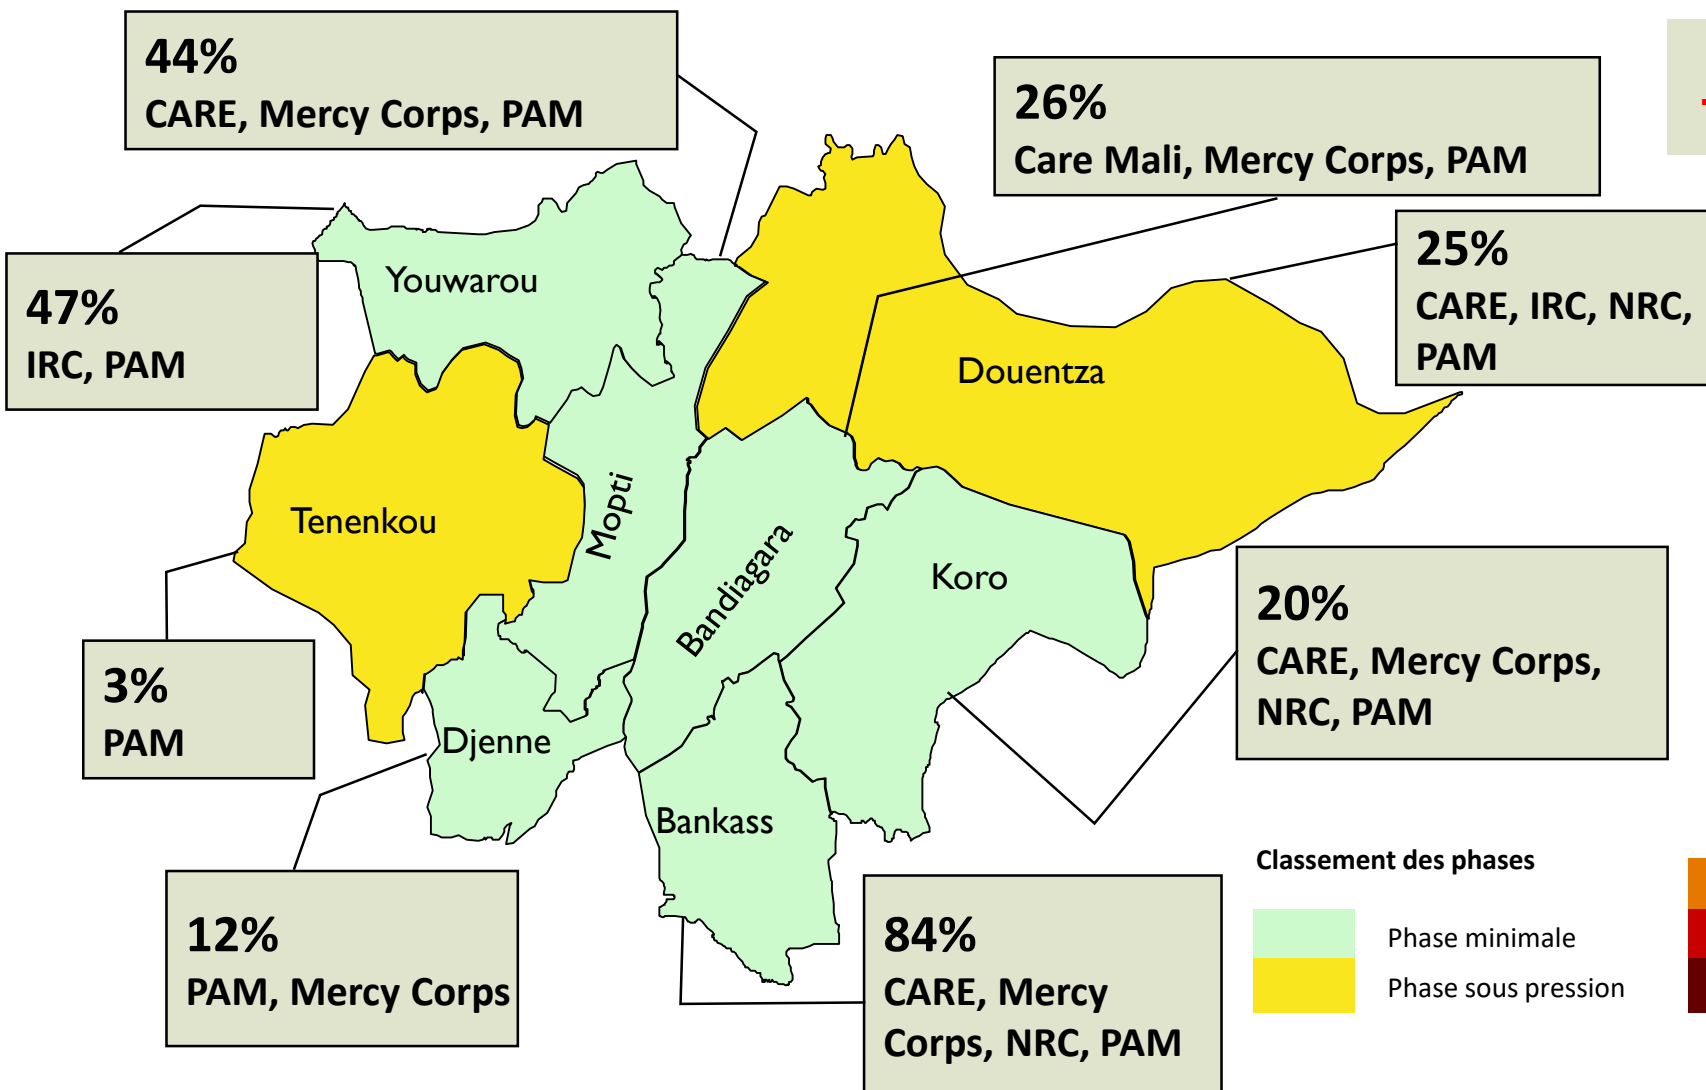 44%
CARE, Mercy Corps, PAM
26%
Care Mali, Mercy Corps, PAM
25%
CARE, IRC, NRC,
PAM
47%
IRC, PAM
Youwarou
Douentza
Tenenkou
Mopti
Bandiagara
Koro
20%
CARE, Mercy Corps,
NRC, PAM
3%
PAM
Djenne
Bankass
12%
PAM, Mercy Corps
84%
CARE, Mercy
Corps, NRC, PAM
Classement des phases
Phase minimale
Phase sous pression